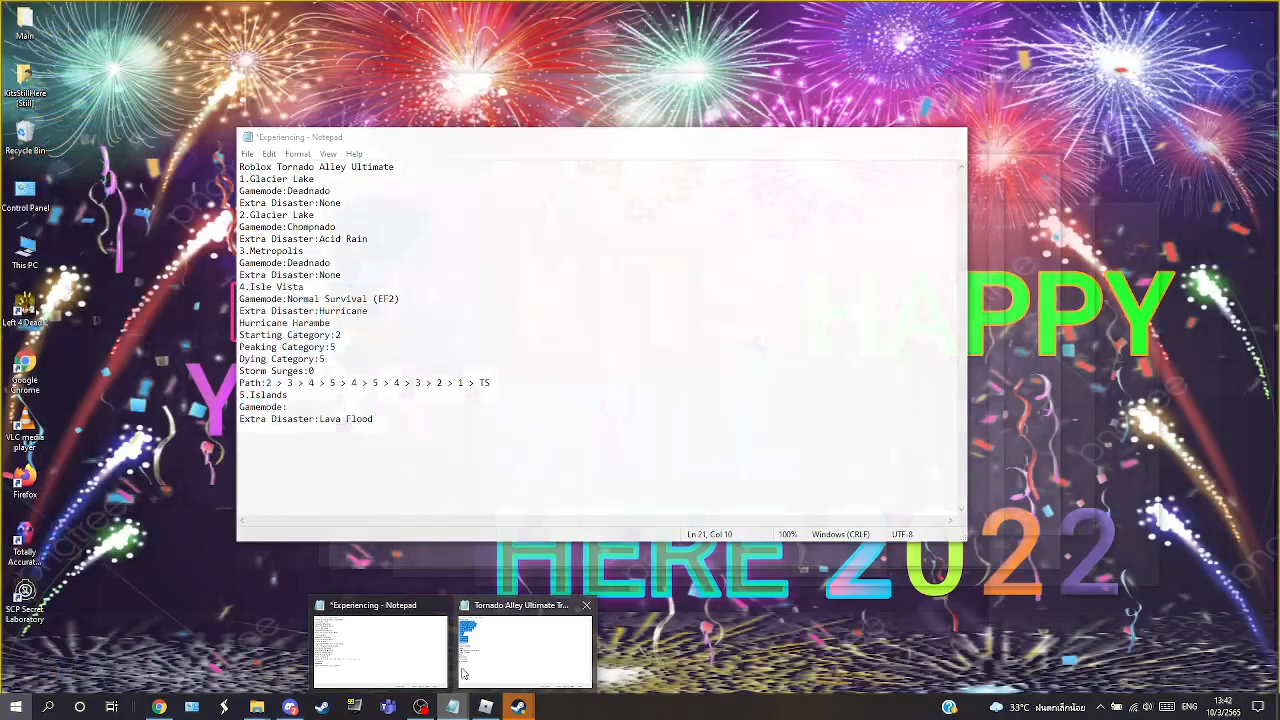 Main
KitsStillHere
(Still)
Recycle Bin
Control Panel
This PC
Left 4 Dead 2
Google
Chrome
VLC media
player
Firefox
SCP Secret
*Experiencing - Notepad
File Edit Format View Help
Roblox Tornado Alley Ultimate
1.Glacier Lake
Gamemode:Deadnado
Extra Disaster:None
2.Glacier Lake
Gamemode:Chompnado
Extra Disaster:Acid Rain
3.Metropolis
Gamemode:Deadnado
Extra Disaster:None
4.Isle Vista
Gamemode:Normal Survival (EF2)
Extra Disaster:Hurricane
Hurricane Harambe
Starting Category:2
Peaking Category:5
Dying Category:5
Storm Surges:0
Path:2 > 3 > 4 > 5 > 4 > 5 > 4 > 3 > 2 > 1 > TS
5.Islands
Gamemode:
Extra Disaster:Lava Flood
Ln 21, Col 10 100% Windows (CRLF) UTF-8
HAPPY
Y
HERE 2022
*Experiencing - Notepad
Tornado Alley Ultimate Tr...
33°C
ENG
13:42
10/3/2565